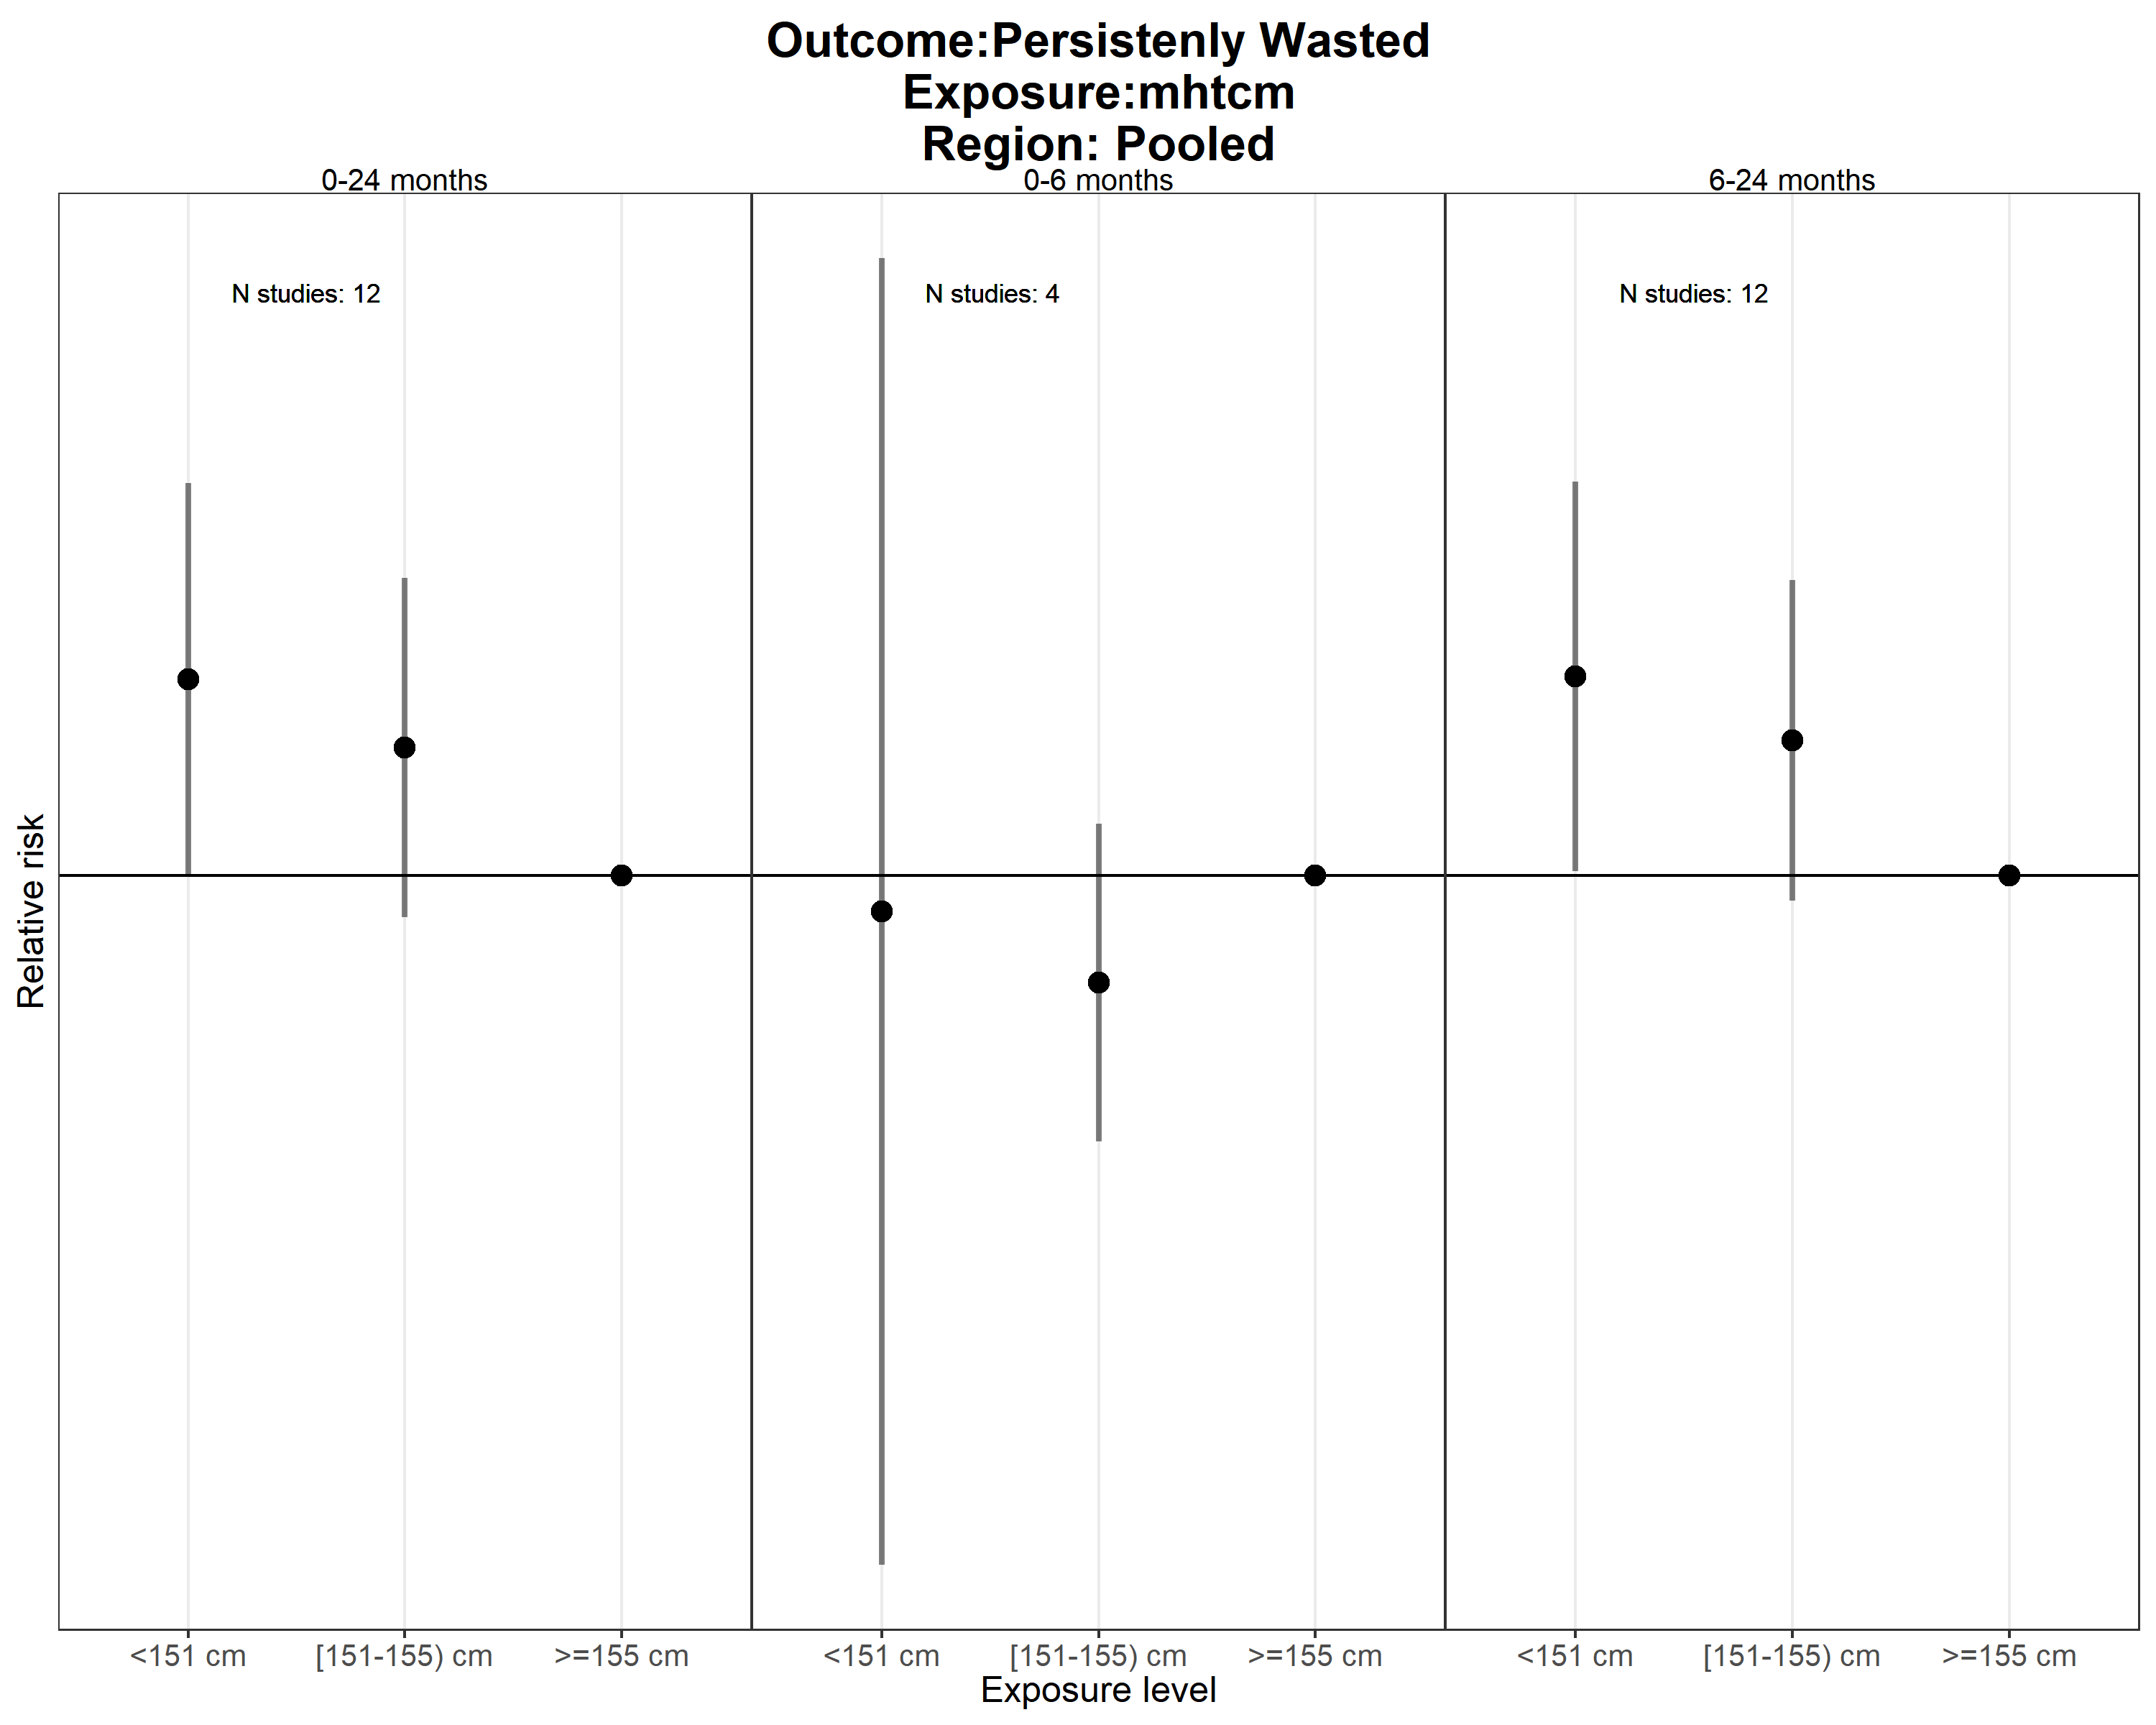 Outcome:Persistenly Wasted
Exposure:mhtcm
Region: Pooled
0-24 months
0-6 months
6-24 months
N studies: 12
N studies: 4
N studies: 12
Relative risk
<151 cm
[151-155) cm
>=155 cm
<151 cm
[151-155) cm
>=155 cm
<151 cm
[151-155) cm
>=155 cm
Exposure level